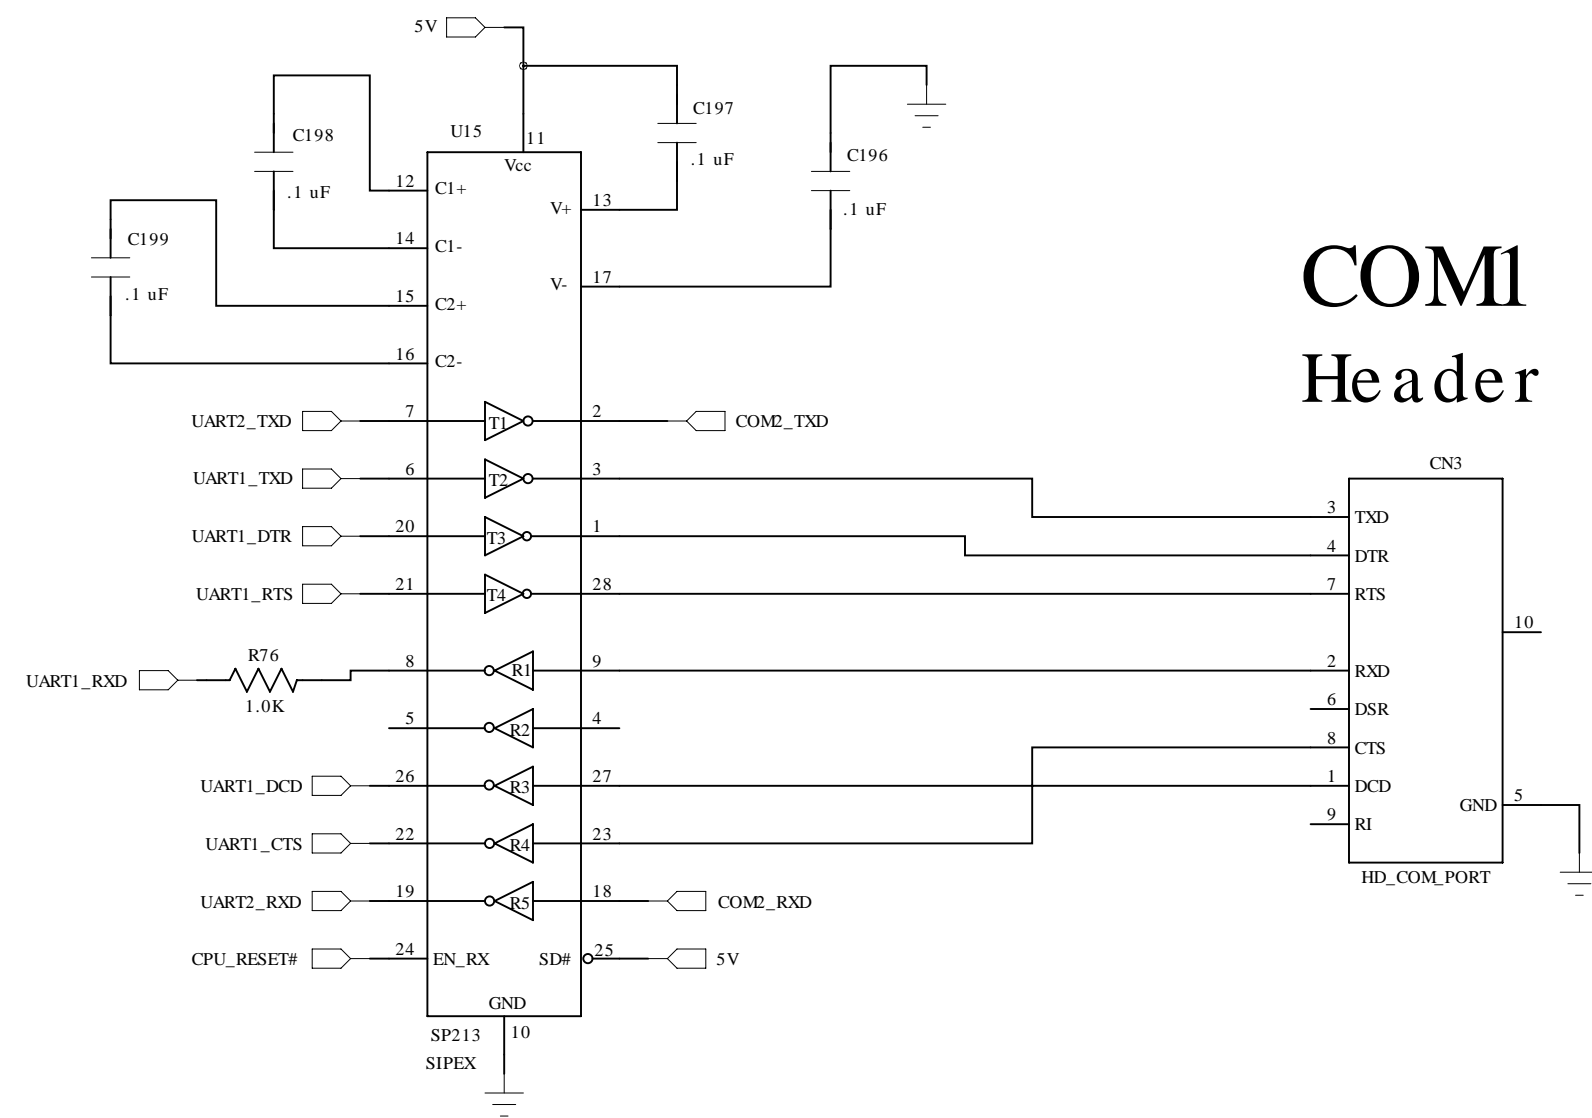 5V
C197
.1 uF
C198
.1 uF
U15
11
Vcc
C196
.1 uF
12 C1+
V+ 13
C199
.1 uF
14 C1-
V- 17
15 C2+
16 C2-
COM1
Header
UART2_TXD 7 T1 2 COM2_TXD
UART1_TXD 6 T2 3
UART1_DTR 20 T3 1
UART1_RTS 21 T4 28
R76
1.0K
UART1_RXD 8 R1 9
5 R2 4
UART1_DCD 26 R3 27
UART1_CTS 22 R4 23
UART2_RXD 19 R5 18 COM2_RXD
CPU_RESET# 24 EN_RX SD# 25 5V
GND
10
SP213
SIPEX
CN3
3 TXD
4 DTR
7 RTS
10
2 RXD
6 DSR
8 CTS
1 DCD
GND 5
9 RI
HD_COM_PORT